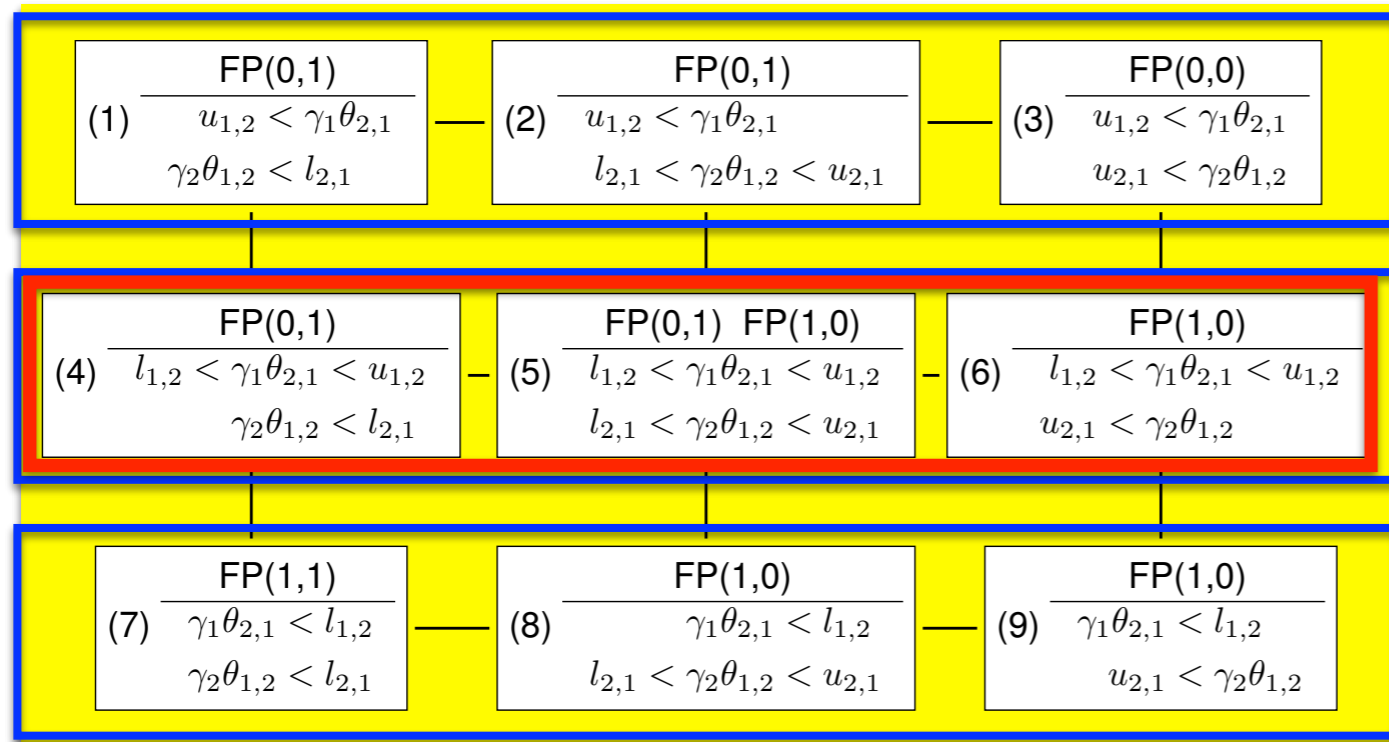 FP(0,1)
(1) u_{1,2} < γ_1θ_{2,1}
γ_2θ_{1,2} < l_{2,1}
FP(0,1)
(2) u_{1,2} < γ_1θ_{2,1}
l_{2,1} < γ_2θ_{1,2} < u_{2,1}
FP(0,0)
(3) u_{1,2} < γ_1θ_{2,1}
u_{2,1} < γ_2θ_{1,2}
FP(0,1)
(4) l_{1,2} < γ_1θ_{2,1} < u_{1,2}
γ_2θ_{1,2} < l_{2,1}
FP(0,1) FP(1,0)
(5) l_{1,2} < γ_1θ_{2,1} < u_{1,2}
l_{2,1} < γ_2θ_{1,2} < u_{2,1}
FP(1,0)
(6) l_{1,2} < γ_1θ_{2,1} < u_{1,2}
u_{2,1} < γ_2θ_{1,2}
FP(1,1)
(7) γ_1θ_{2,1} < l_{1,2}
γ_2θ_{1,2} < l_{2,1}
FP(1,0)
(8) γ_1θ_{2,1} < l_{1,2}
l_{2,1} < γ_2θ_{1,2} < u_{2,1}
FP(1,0)
(9) γ_1θ_{2,1} < l_{1,2}
u_{2,1} < γ_2θ_{1,2}